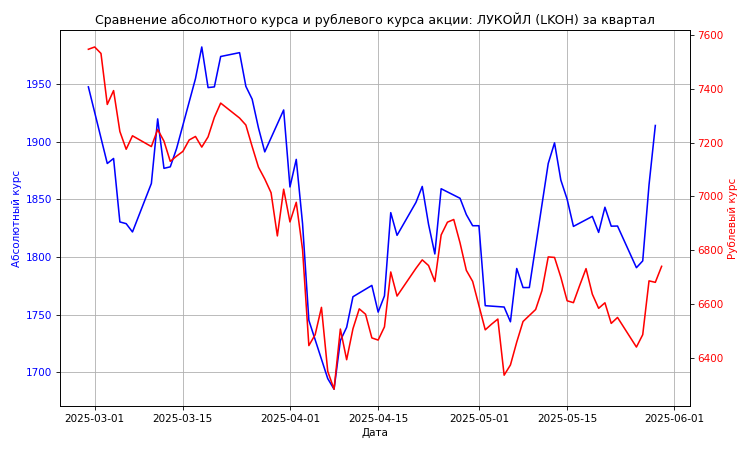 Сравнение абсолютного курса и рублевого курса акции: ЛУКОЙЛ (LKOH) за квартал
Абсолютный курс
1950
1900
1850
1800
1750
1700
7600
7400
7200
7000
6800
6600
6400
Рублевый курс
2025-03-01 2025-03-15 2025-04-01 2025-04-15 2025-05-01 2025-05-15 2025-06-01
Дата